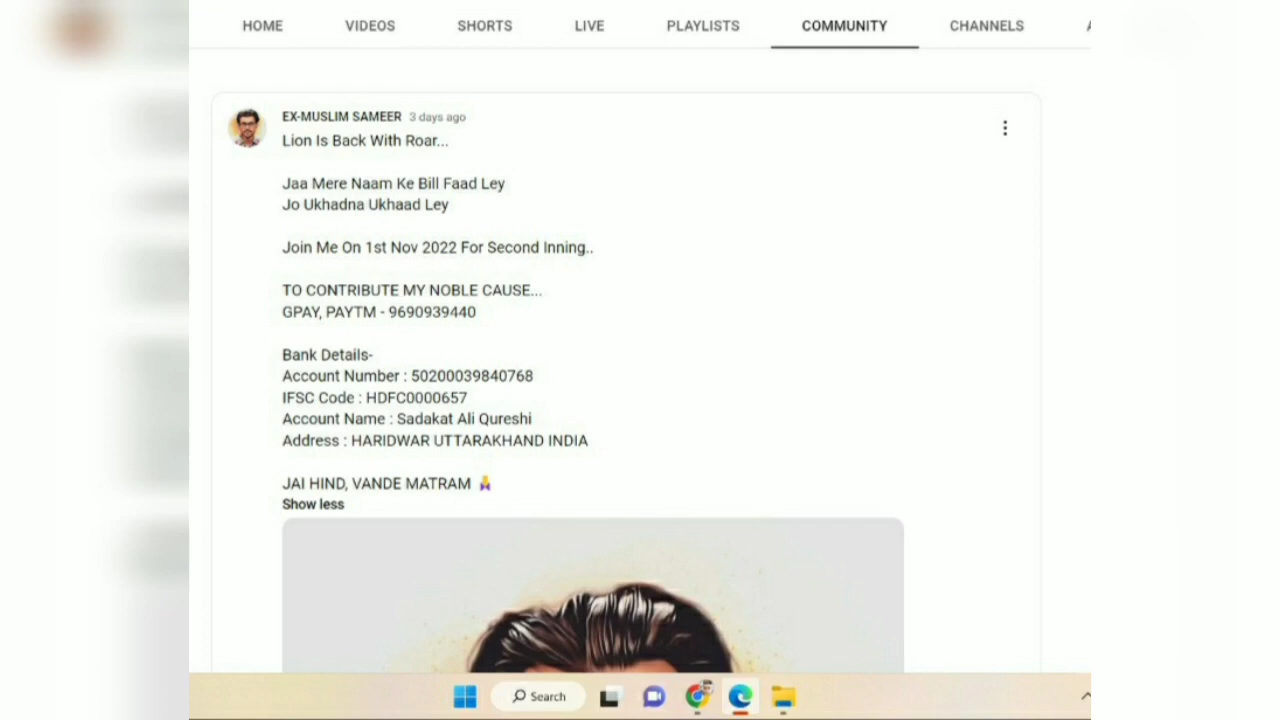 HOME VIDEOS SHORTS LIVE PLAYLISTS COMMUNITY CHANNELS
EX-MUSLIM SAMEER 3 days ago
Lion Is Back With Roar...
Jaa Mere Naam Ke Bill Faad Ley
Jo Ukhadna Ukhaad Ley
Join Me On 1st Nov 2022 For Second Inning..
TO CONTRIBUTE MY NOBLE CAUSE...
GPAY, PAYTM - 9690939440
Bank Details-
Account Number : 50200039840768
IFSC Code : HDFC0000657
Account Name : Sadakat Ali Qureshi
Address : HARIDWAR UTTARAKHAND INDIA
JAI HIND, VANDE MATRAM 🙏
Show less
Search